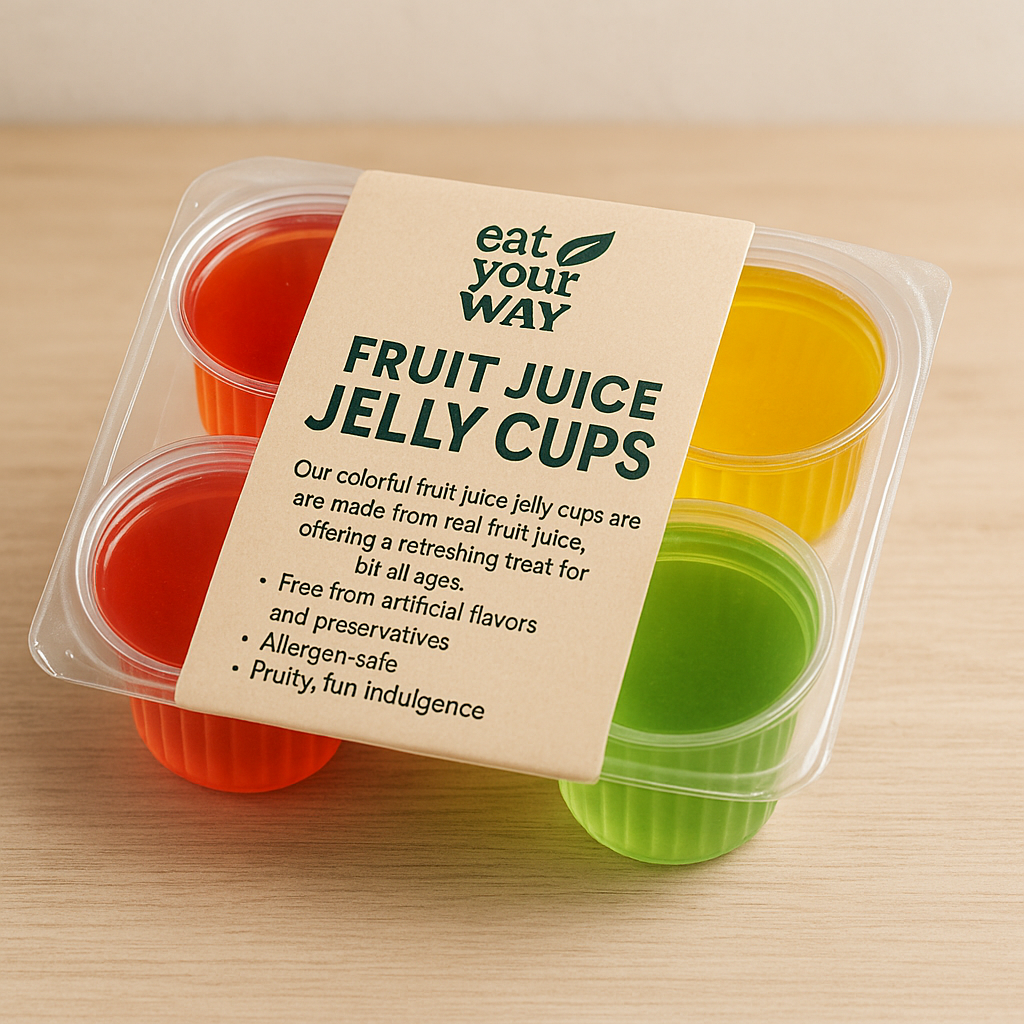 eat
your
WAY
FRUIT JUICE
JELLY CUPS
Our colorful fruit juice jelly cups are
are made from real fruit juice,
offering a retreshing treat for
bit all ages.
• Free from artificial flavors
and preservatives
• Allergen-safe
• Pruity, fun indulgence